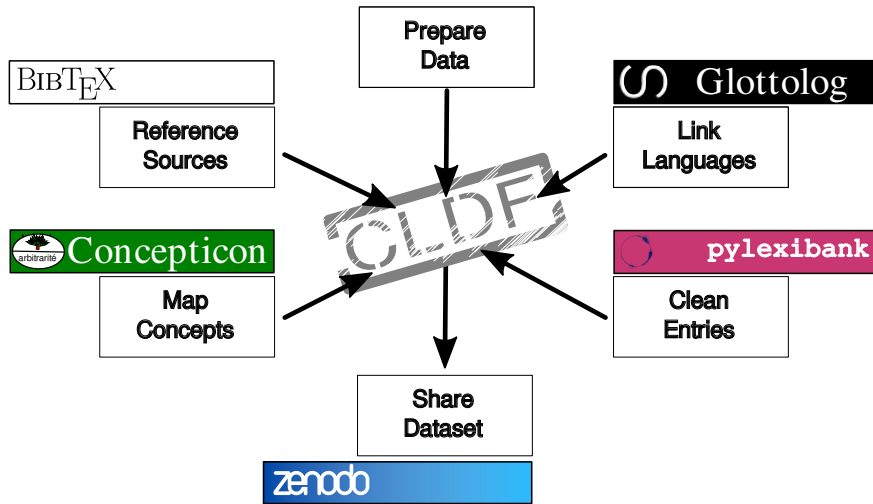 Prepare
Data
BIBTEX
Glottolog
Reference
Sources
Link
Languages
CLDF
arbitrarité
Concepticon
pylexibank
Map
Concepts
Clean
Entries
Share
Dataset
zenodo